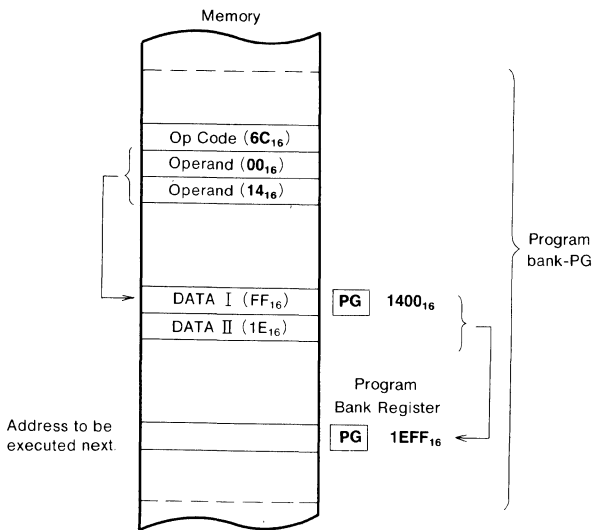 Memory
Op Code (6C₁₆)
Operand (00₁₆)
Operand (14₁₆)
Program
bank-PG
DATA Ⅰ (FF₁₆) PG 1400₁₆
DATA Ⅱ (1E₁₆)
Program
Bank Register
Address to be
executed next.
PG 1EFF₁₆